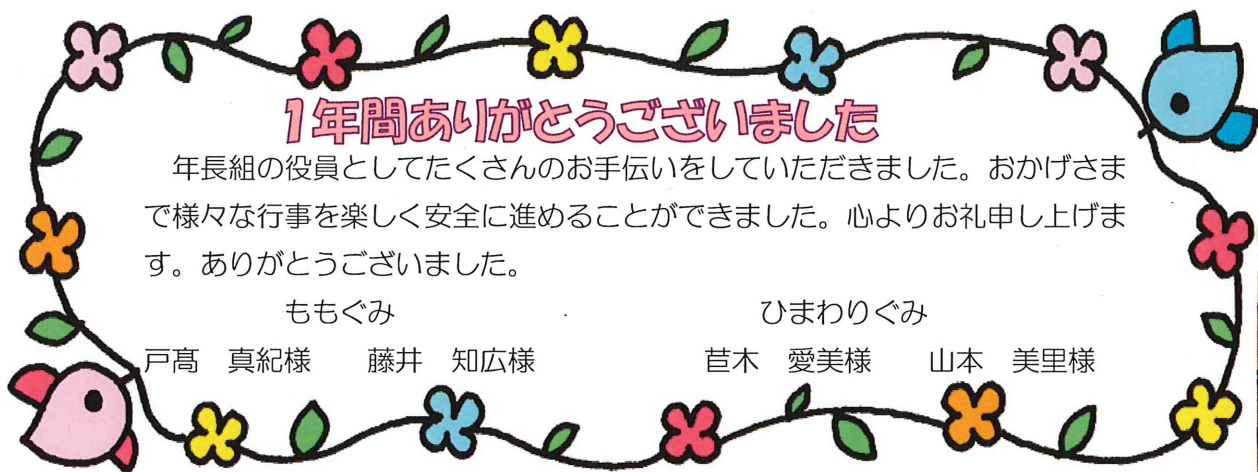 1年間ありがとうございました
年長組の役員としてたくさんのお手伝いをしていただきました。おかげさま
で様々な行事を楽しく安全に進めることができました。心よりお礼申し上げま
す。ありがとうございました。
ももぐみ ひまわりぐみ
戸髙 真紀様 藤井 知広様 苣木 愛美様 山本 美里様